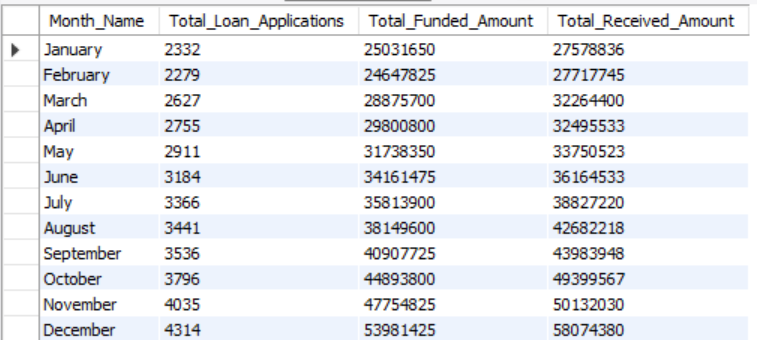 Month_Name Total_Loan_Applications Total_Funded_Amount Total_Received_Amount
January 2332 25031650 27578836
February 2279 24647825 27717745
March 2627 28875700 32264400
April 2755 29800800 32495533
May 2911 31738350 33750523
June 3184 34161475 36164533
July 3366 35813900 38827220
August 3441 38149600 42682218
September 3536 40907725 43983948
October 3796 44893800 49399567
November 4035 47754825 50132030
December 4314 53981425 58074380